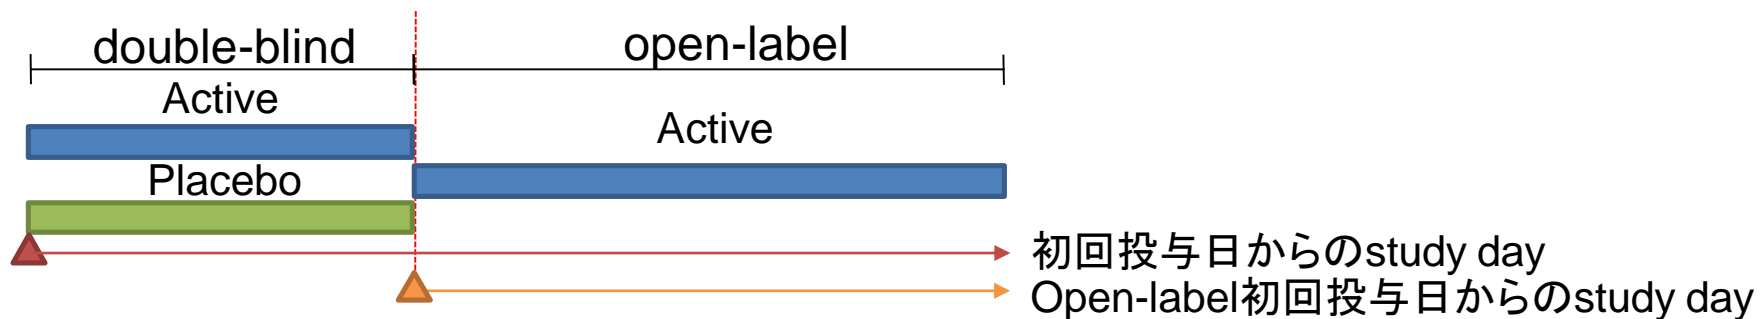 double-blind
open-label
Active
Active
Placebo
初回投与日からのstudy day
Open-label初回投与日からのstudy day